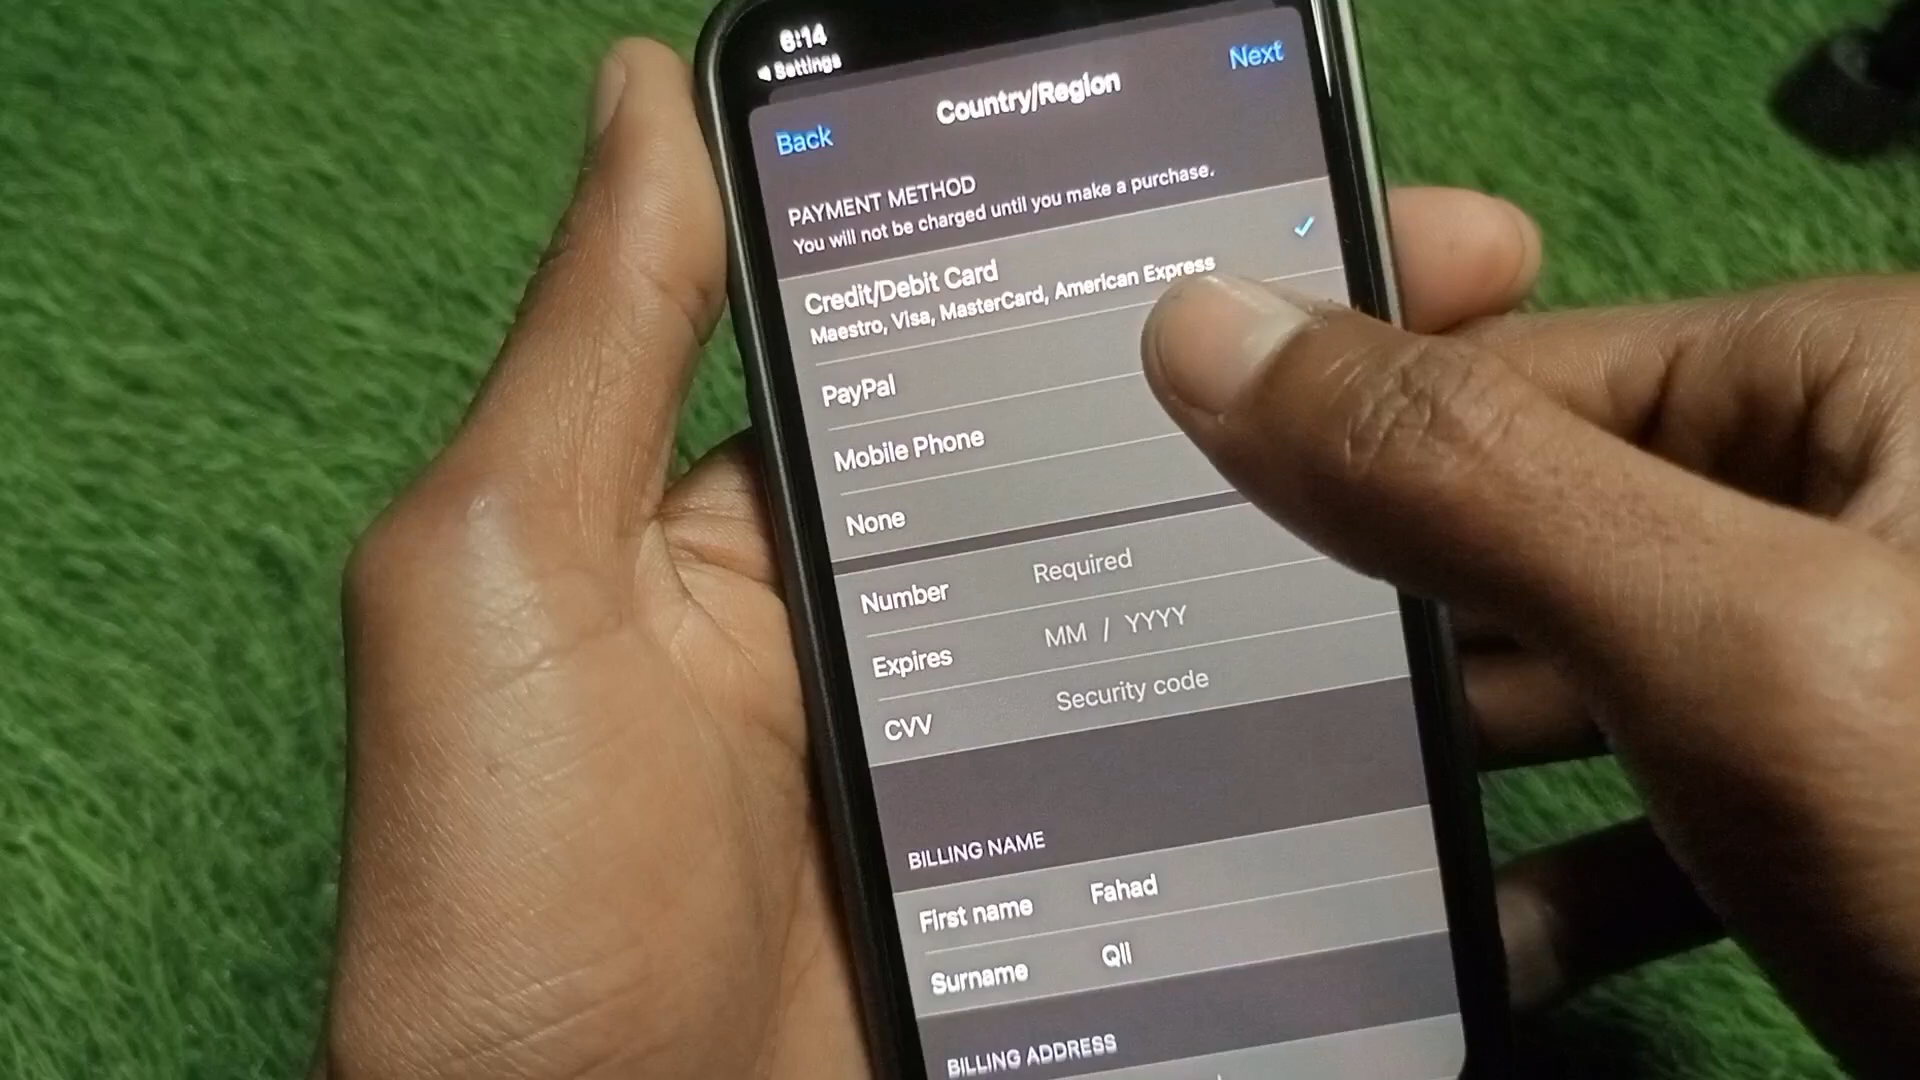 6:14
Settings
Next
Country/Region
Back
PAYMENT METHOD
You will not be charged until you make a purchase.
Credit/Debit Card
Maestro, Visa, MasterCard, American Express
PayPal
Mobile Phone
None
Number Required
Expires MM / YYYY
CVV Security code
BILLING NAME
First name Fahad
Surname Qll
BILLING ADDRESS